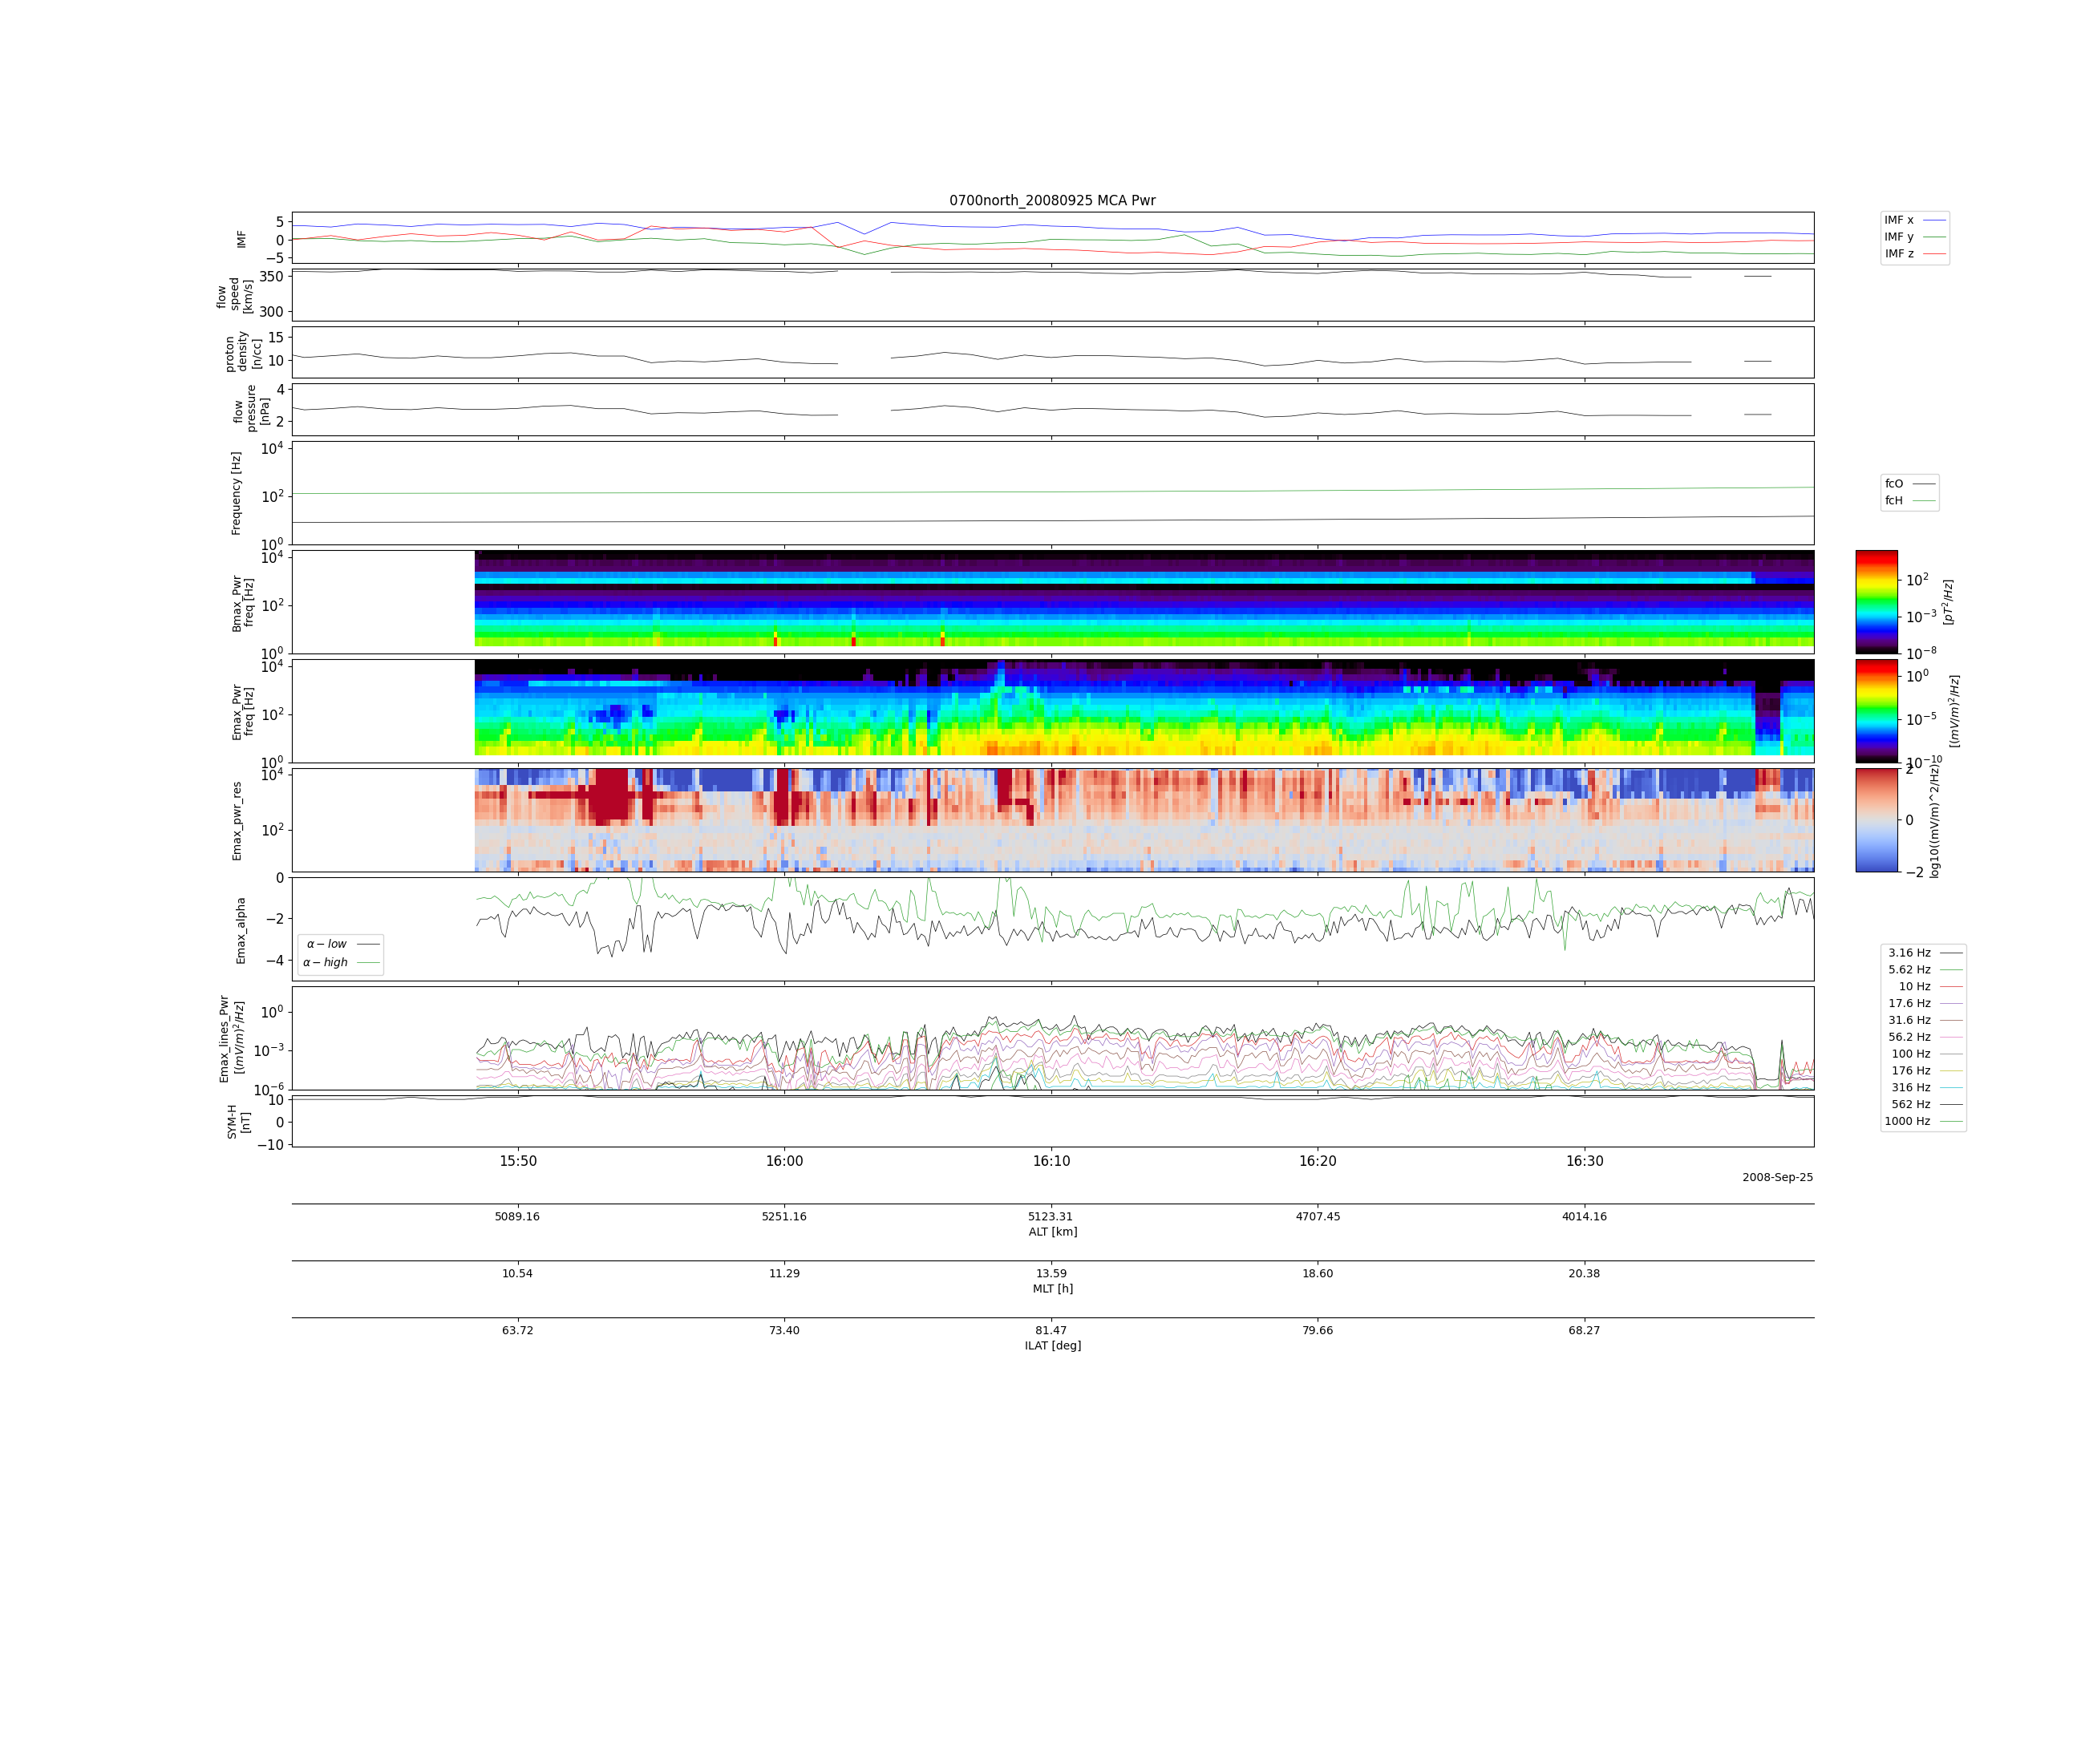 0700north_20080925 MCA Pwr
IMF
5
0
−5
IMF x
IMF y
IMF z
flow
speed
[km/s]
350
300
proton
density
[n/cc]
15
10
flow
pressure
[nPa]
4
2
Frequency [Hz]
10^4
10^2
10^0
fcO
fcH
Bmax_Pwr
freq [Hz]
10^4
10^2
10^0
10^2
10^-3
10^-8
[pT^2/Hz]
Emax_Pwr
freq [Hz]
10^4
10^2
10^0
10^0
10^-5
10^-10
[(mV/m)^2/Hz]
Emax_pwr_res
10^4
10^2
2
0
−2
log10((mV/m)^2/Hz)
Emax_alpha
0
−2
−4
α − low
α − high
Emax_lines_Pwr
[(mV/m)^2/Hz]
10^0
10^-3
10^-6
3.16 Hz
5.62 Hz
10 Hz
17.6 Hz
31.6 Hz
56.2 Hz
100 Hz
176 Hz
316 Hz
562 Hz
1000 Hz
SYM-H
[nT]
10
0
−10
15:50 16:00 16:10 16:20 16:30
2008-Sep-25
5089.16 5251.16 5123.31 4707.45 4014.16
ALT [km]
10.54 11.29 13.59 18.60 20.38
MLT [h]
63.72 73.40 81.47 79.66 68.27
ILAT [deg]